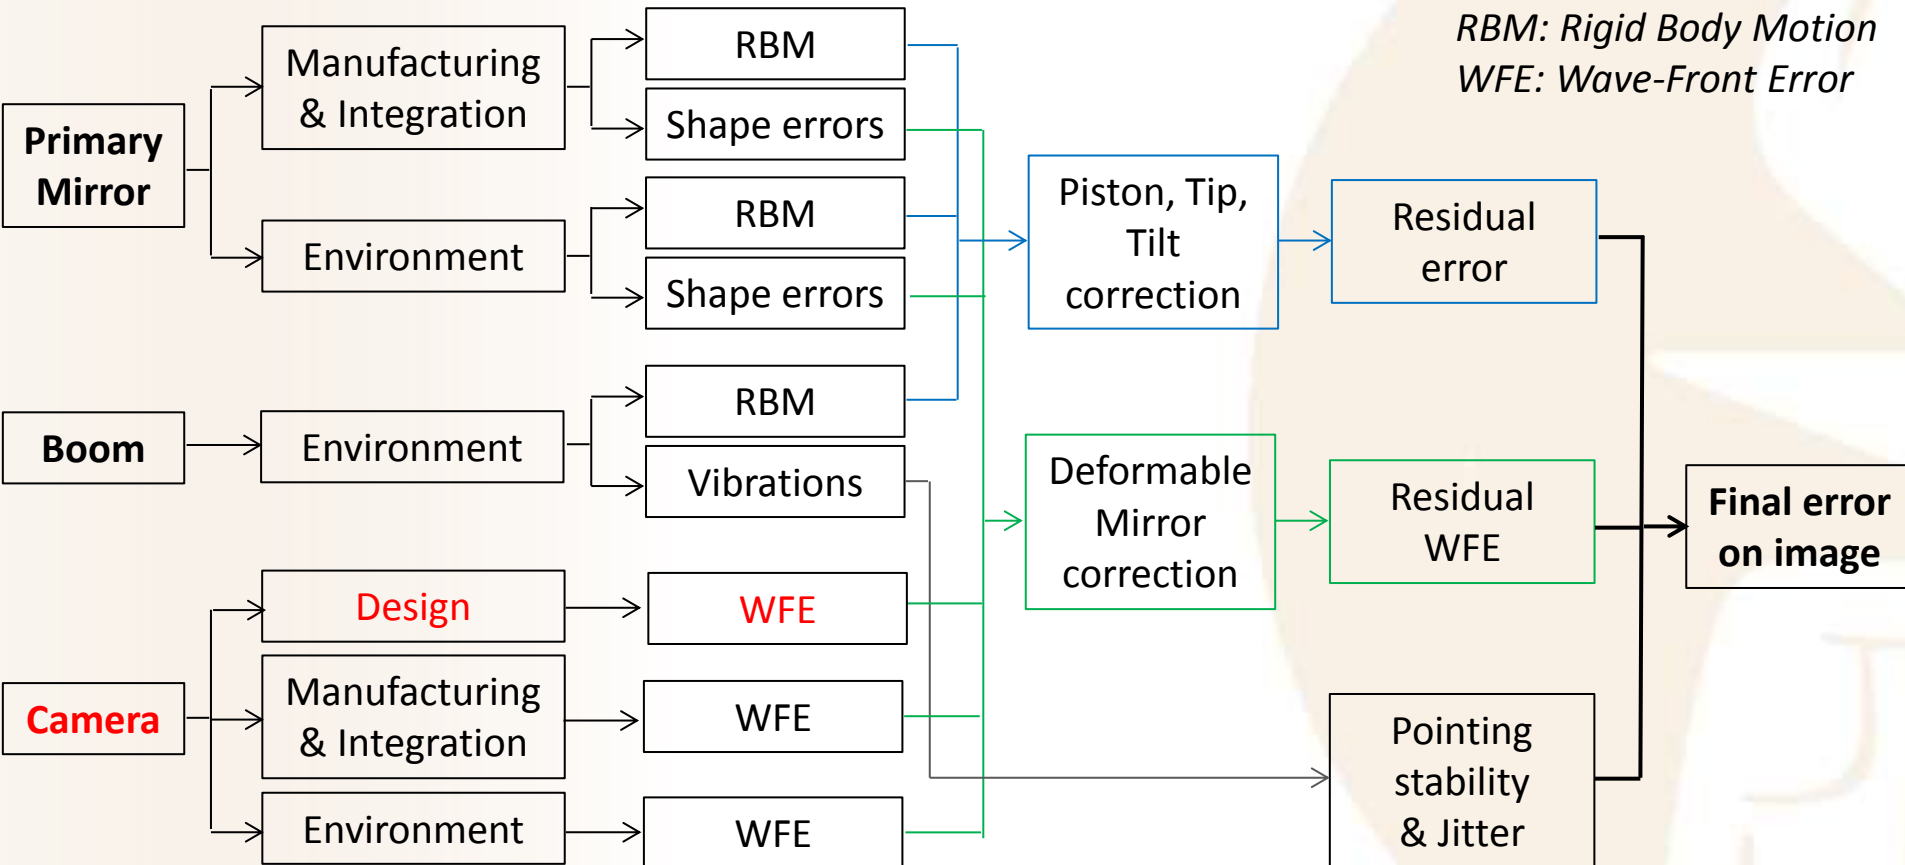 RBM: Rigid Body Motion
WFE: Wave-Front Error
Primary
Mirror
Manufacturing
& Integration
RBM
Shape errors
Environment
RBM
Shape errors
Boom
Environment
RBM
Vibrations
Camera
Design
WFE
Manufacturing
& Integration
WFE
Environment
WFE
Piston, Tip,
Tilt
correction
Residual
error
Deformable
Mirror
correction
Residual
WFE
Pointing
stability
& Jitter
Final error
on image